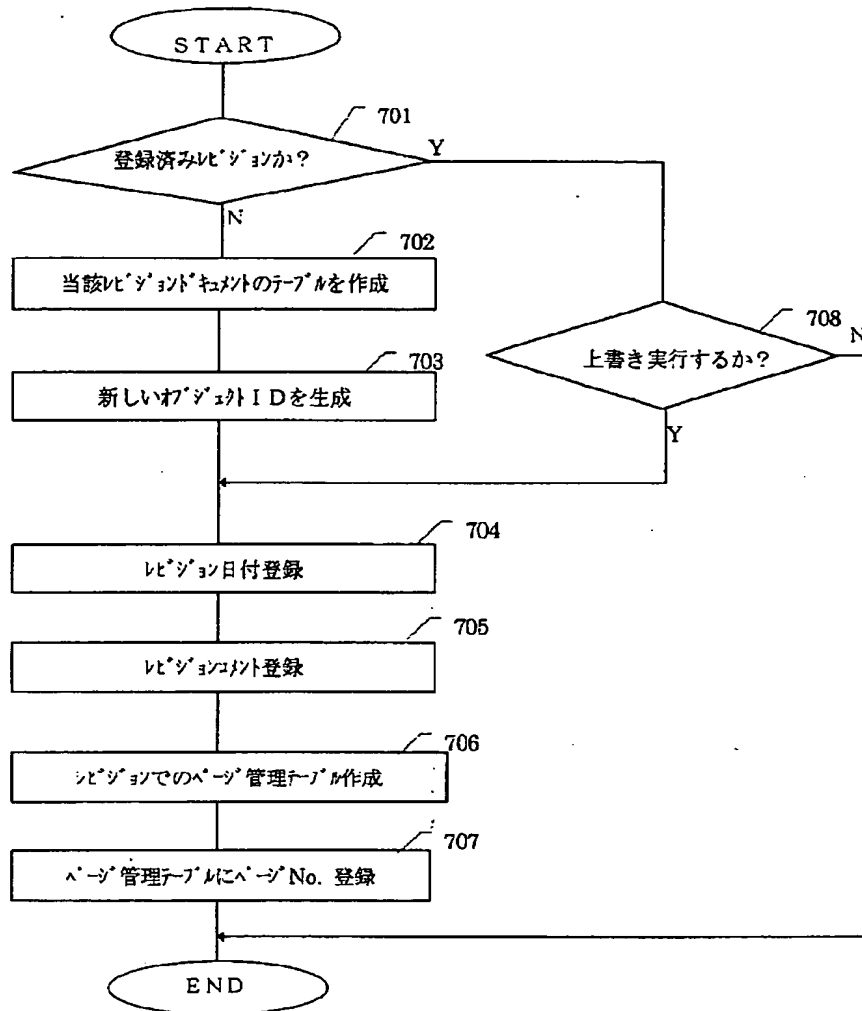 START
701
登録済みﾚﾋﾞｼﾞｮﾝか？
Y
N
702
当該ﾚﾋﾞｼﾞｮﾝﾄﾞｷｭﾒﾝﾄのテーブルを作成
708
N
上書き実行するか？
Y
703
新しいｵﾌﾞｼﾞｪｸﾄＩＤを生成
704
ﾚﾋﾞｼﾞｮﾝ日付登録
705
ﾚﾋﾞｼﾞｮﾝｺﾒﾝﾄ登録
706
ﾚﾋﾞｼﾞｮﾝでのﾍﾟｰｼﾞ管理ﾃｰﾌﾞﾙ作成
707
ﾍﾟｰｼﾞ管理テーブルにﾍﾟｰｼﾞNo. 登録
END